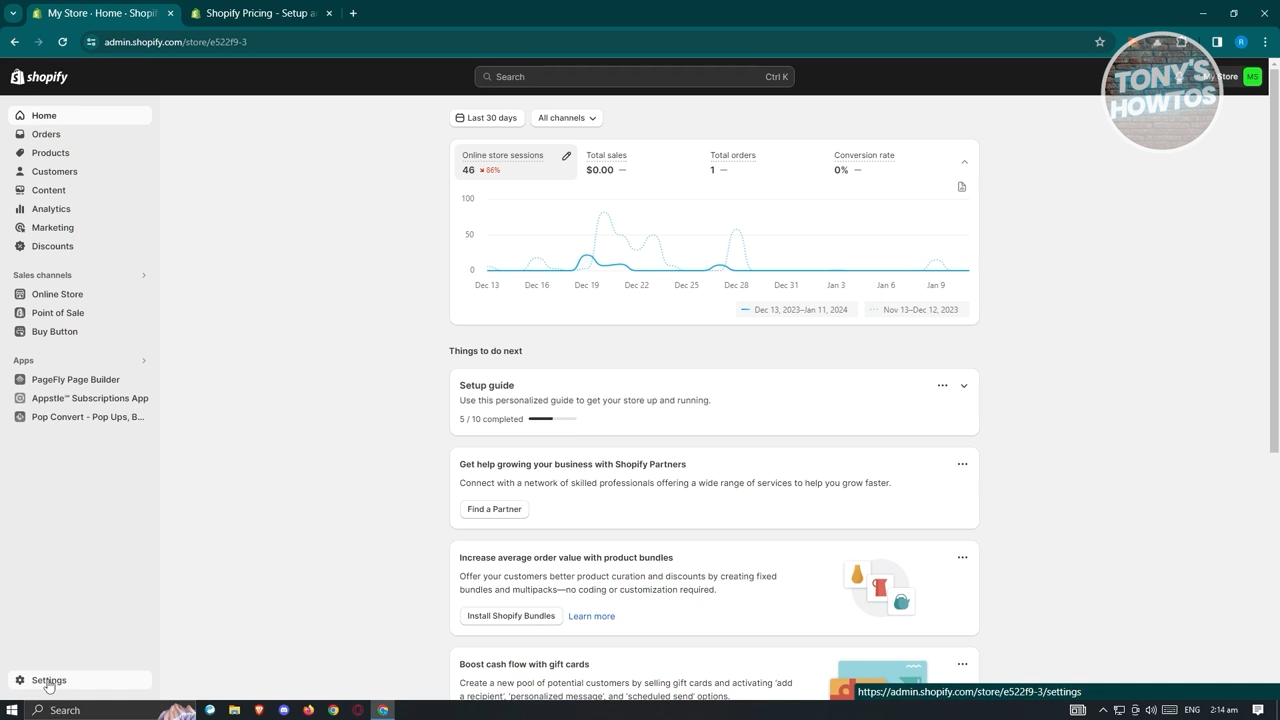 My Store · Home · Shopify
Shopify Pricing - Setup a
admin.shopify.com/store/e522f9-3
R
shopify
Search
Ctrl K
My Store
MS
TONY'S
HOWTOS
Home
Orders
Products
Customers
Content
Analytics
Marketing
Discounts
Sales channels
Online Store
Point of Sale
Buy Button
Apps
PageFly Page Builder
Appstle℠ Subscriptions App
Pop Convert - Pop Ups, B...
Settings
Last 30 days
All channels
Online store sessions
46 86%
Total sales
$0.00 —
Total orders
1 —
Conversion rate
0% —
100
50
0
Dec 13 Dec 16 Dec 19 Dec 22 Dec 25 Dec 28 Dec 31 Jan 3 Jan 6 Jan 9
Dec 13, 2023–Jan 11, 2024
Nov 13–Dec 12, 2023
Things to do next
Setup guide
Use this personalized guide to get your store up and running.
5 / 10 completed
Get help growing your business with Shopify Partners
Connect with a network of skilled professionals offering a wide range of services to help you grow faster.
Find a Partner
Increase average order value with product bundles
Offer your customers better product curation and discounts by creating fixed
bundles and multipacks—no coding or customization required.
Install Shopify Bundles
Learn more
Boost cash flow with gift cards
Create a new pool of potential customers by selling gift cards and activating 'add
a recipient', 'personalized message', and 'scheduled send' options.
https://admin.shopify.com/store/e522f9-3/settings
Search
ENG
2:14 am